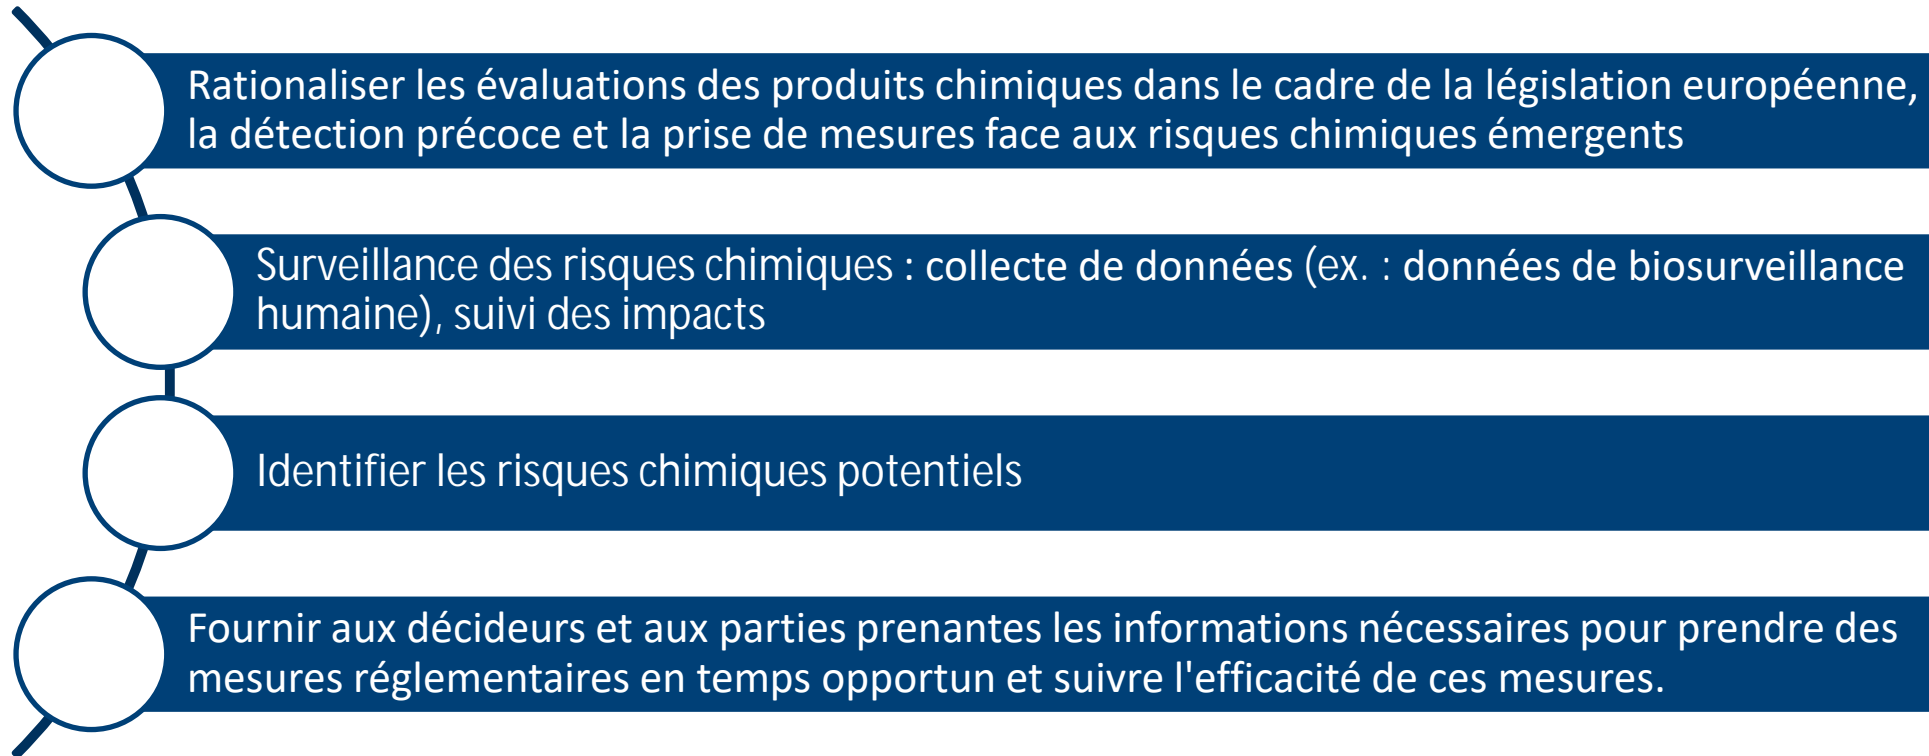 Rationaliser les évaluations des produits chimiques dans le cadre de la législation européenne,
la détection précoce et la prise de mesures face aux risques chimiques émergents
Surveillance des risques chimiques : collecte de données (ex. : données de biosurveillance
humaine), suivi des impacts
Identifier les risques chimiques potentiels
Fournir aux décideurs et aux parties prenantes les informations nécessaires pour prendre des
mesures réglementaires en temps opportun et suivre l'efficacité de ces mesures.